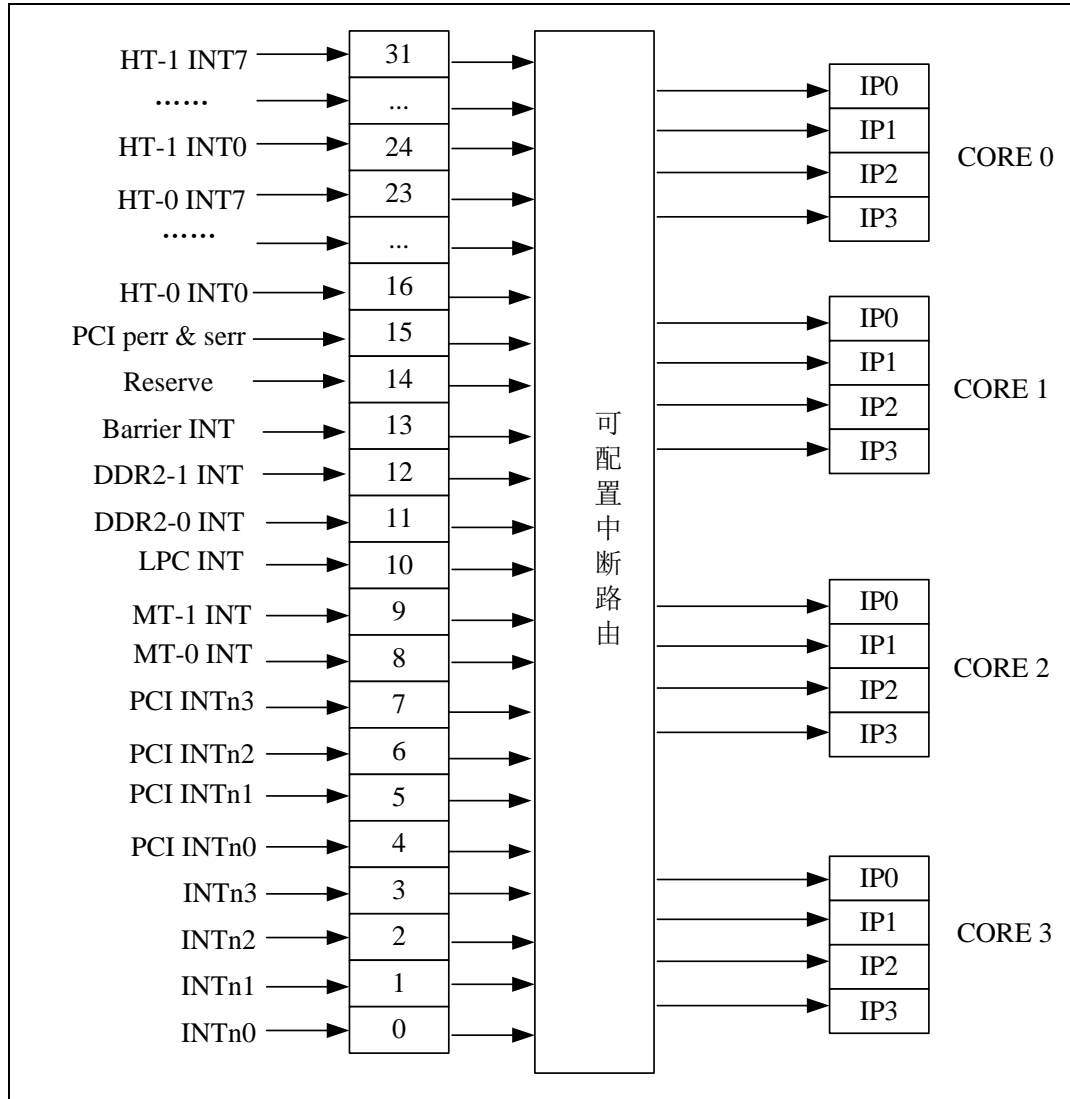 HT-1 INT7 31
...... ...
HT-1 INT0 24
HT-0 INT7 23
...... ...
HT-0 INT0 16
PCI perr & serr 15
Reserve 14
Barrier INT 13
DDR2-1 INT 12
DDR2-0 INT 11
LPC INT 10
MT-1 INT 9
MT-0 INT 8
PCI INTn3 7
PCI INTn2 6
PCI INTn1 5
PCI INTn0 4
INTn3 3
INTn2 2
INTn1 1
INTn0 0
可配置中断路由
IP0
IP1
IP2
IP3
CORE 0
IP0
IP1
IP2
IP3
CORE 1
IP0
IP1
IP2
IP3
CORE 2
IP0
IP1
IP2
IP3
CORE 3